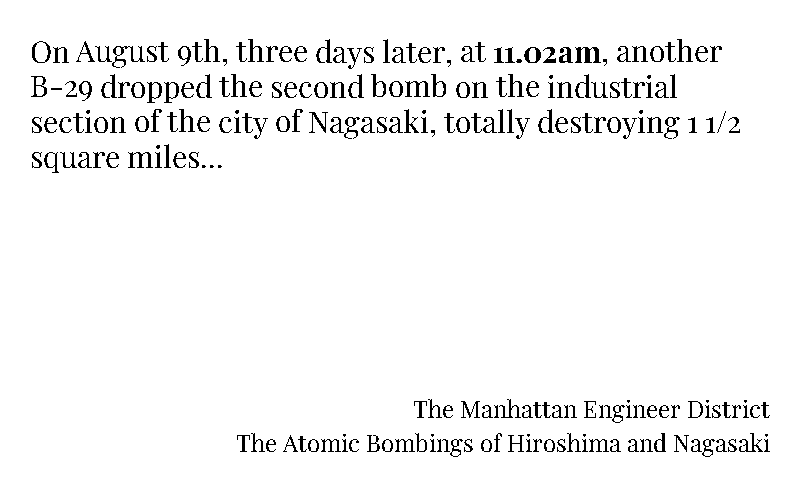 On August 9th, three days later, at 11.02am, another
B-29 dropped the second bomb on the industrial
section of the city of Nagasaki, totally destroying 1 1/2
square miles...
The Manhattan Engineer District
The Atomic Bombings of Hiroshima and Nagasaki